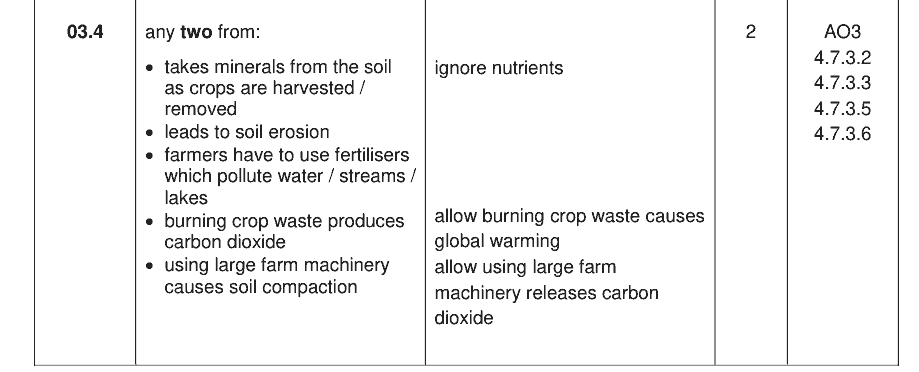 03.4
any two from:
• takes minerals from the soil
as crops are harvested /
removed
• leads to soil erosion
• farmers have to use fertilisers
which pollute water / streams /
lakes
• burning crop waste produces
carbon dioxide
• using large farm machinery
causes soil compaction
ignore nutrients
allow burning crop waste causes
global warming
allow using large farm
machinery releases carbon
dioxide
2
AO3
4.7.3.2
4.7.3.3
4.7.3.5
4.7.3.6